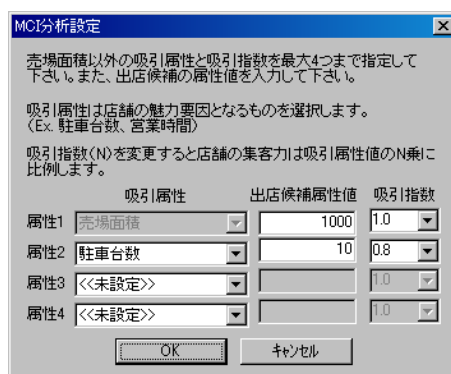 MCI分析設定
売場面積以外の吸引属性と吸引指数を最大4つまで指定して
下さい。また、出店候補の属性値を入力して下さい。
吸引属性は店舗の魅力要因となるものを選択します。
(Ex. 駐車台数、営業時間)
吸引指数(N)を変更すると店舗の集客力は吸引属性値のN乗に
比例します。
吸引属性 出店候補属性値 吸引指数
属性1 売場面積 1000 1.0
属性2 駐車台数 10 0.8
属性3 <<未設定>> 1.0
属性4 <<未設定>> 1.0
OK キャンセル